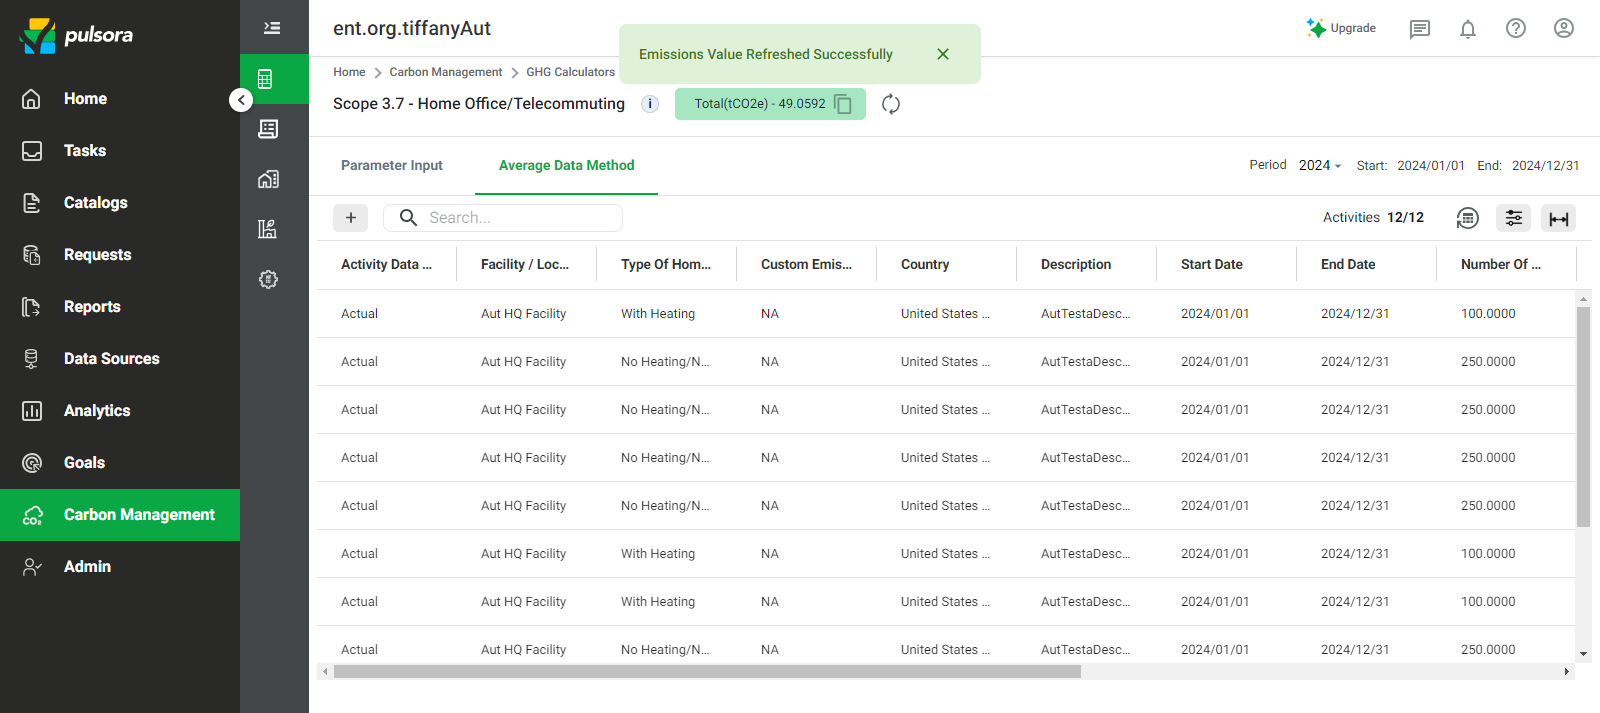 pulsora
Home
Tasks
Catalogs
Requests
Reports
Data Sources
Analytics
Goals
Carbon Management
Admin
ent.org.tiffanyAut
Emissions Value Refreshed Successfully
Upgrade
Home > Carbon Management > GHG Calculators
Scope 3.7 - Home Office/Telecommuting i Total(tCO2e) - 49.0592
Parameter Input Average Data Method Period 2024 Start: 2024/01/01 End: 2024/12/31
+ Search... Activities 12/12
Activity Data ... Facility / Loc... Type Of Hom... Custom Emis... Country Description Start Date End Date Number Of ...
Actual Aut HQ Facility With Heating NA United States ... AutTestaDesc... 2024/01/01 2024/12/31 100.0000
Actual Aut HQ Facility No Heating/N... NA United States ... AutTestaDesc... 2024/01/01 2024/12/31 250.0000
Actual Aut HQ Facility No Heating/N... NA United States ... AutTestaDesc... 2024/01/01 2024/12/31 250.0000
Actual Aut HQ Facility No Heating/N... NA United States ... AutTestaDesc... 2024/01/01 2024/12/31 250.0000
Actual Aut HQ Facility No Heating/N... NA United States ... AutTestaDesc... 2024/01/01 2024/12/31 250.0000
Actual Aut HQ Facility With Heating NA United States ... AutTestaDesc... 2024/01/01 2024/12/31 100.0000
Actual Aut HQ Facility With Heating NA United States ... AutTestaDesc... 2024/01/01 2024/12/31 100.0000
Actual Aut HQ Facility No Heating/N... NA United States ... AutTestaDesc... 2024/01/01 2024/12/31 250.0000